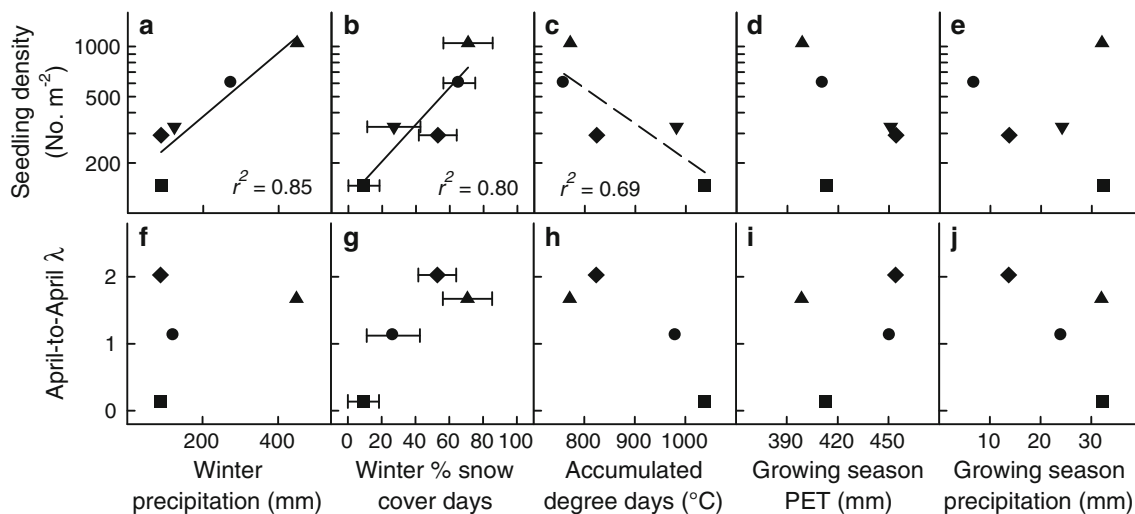 a
b
c
d
e
Seedling density
(No. m-2)
1000
500
200
r2 = 0.85
r2 = 0.80
r2 = 0.69
f
g
h
i
j
April-to-April λ
2
1
0
200 400
0 20 40 60 80 100
800 900 1000
390 420 450
10 20 30
Winter
precipitation (mm)
Winter % snow
cover days
Accumulated
degree days (°C)
Growing season
PET (mm)
Growing season
precipitation (mm)